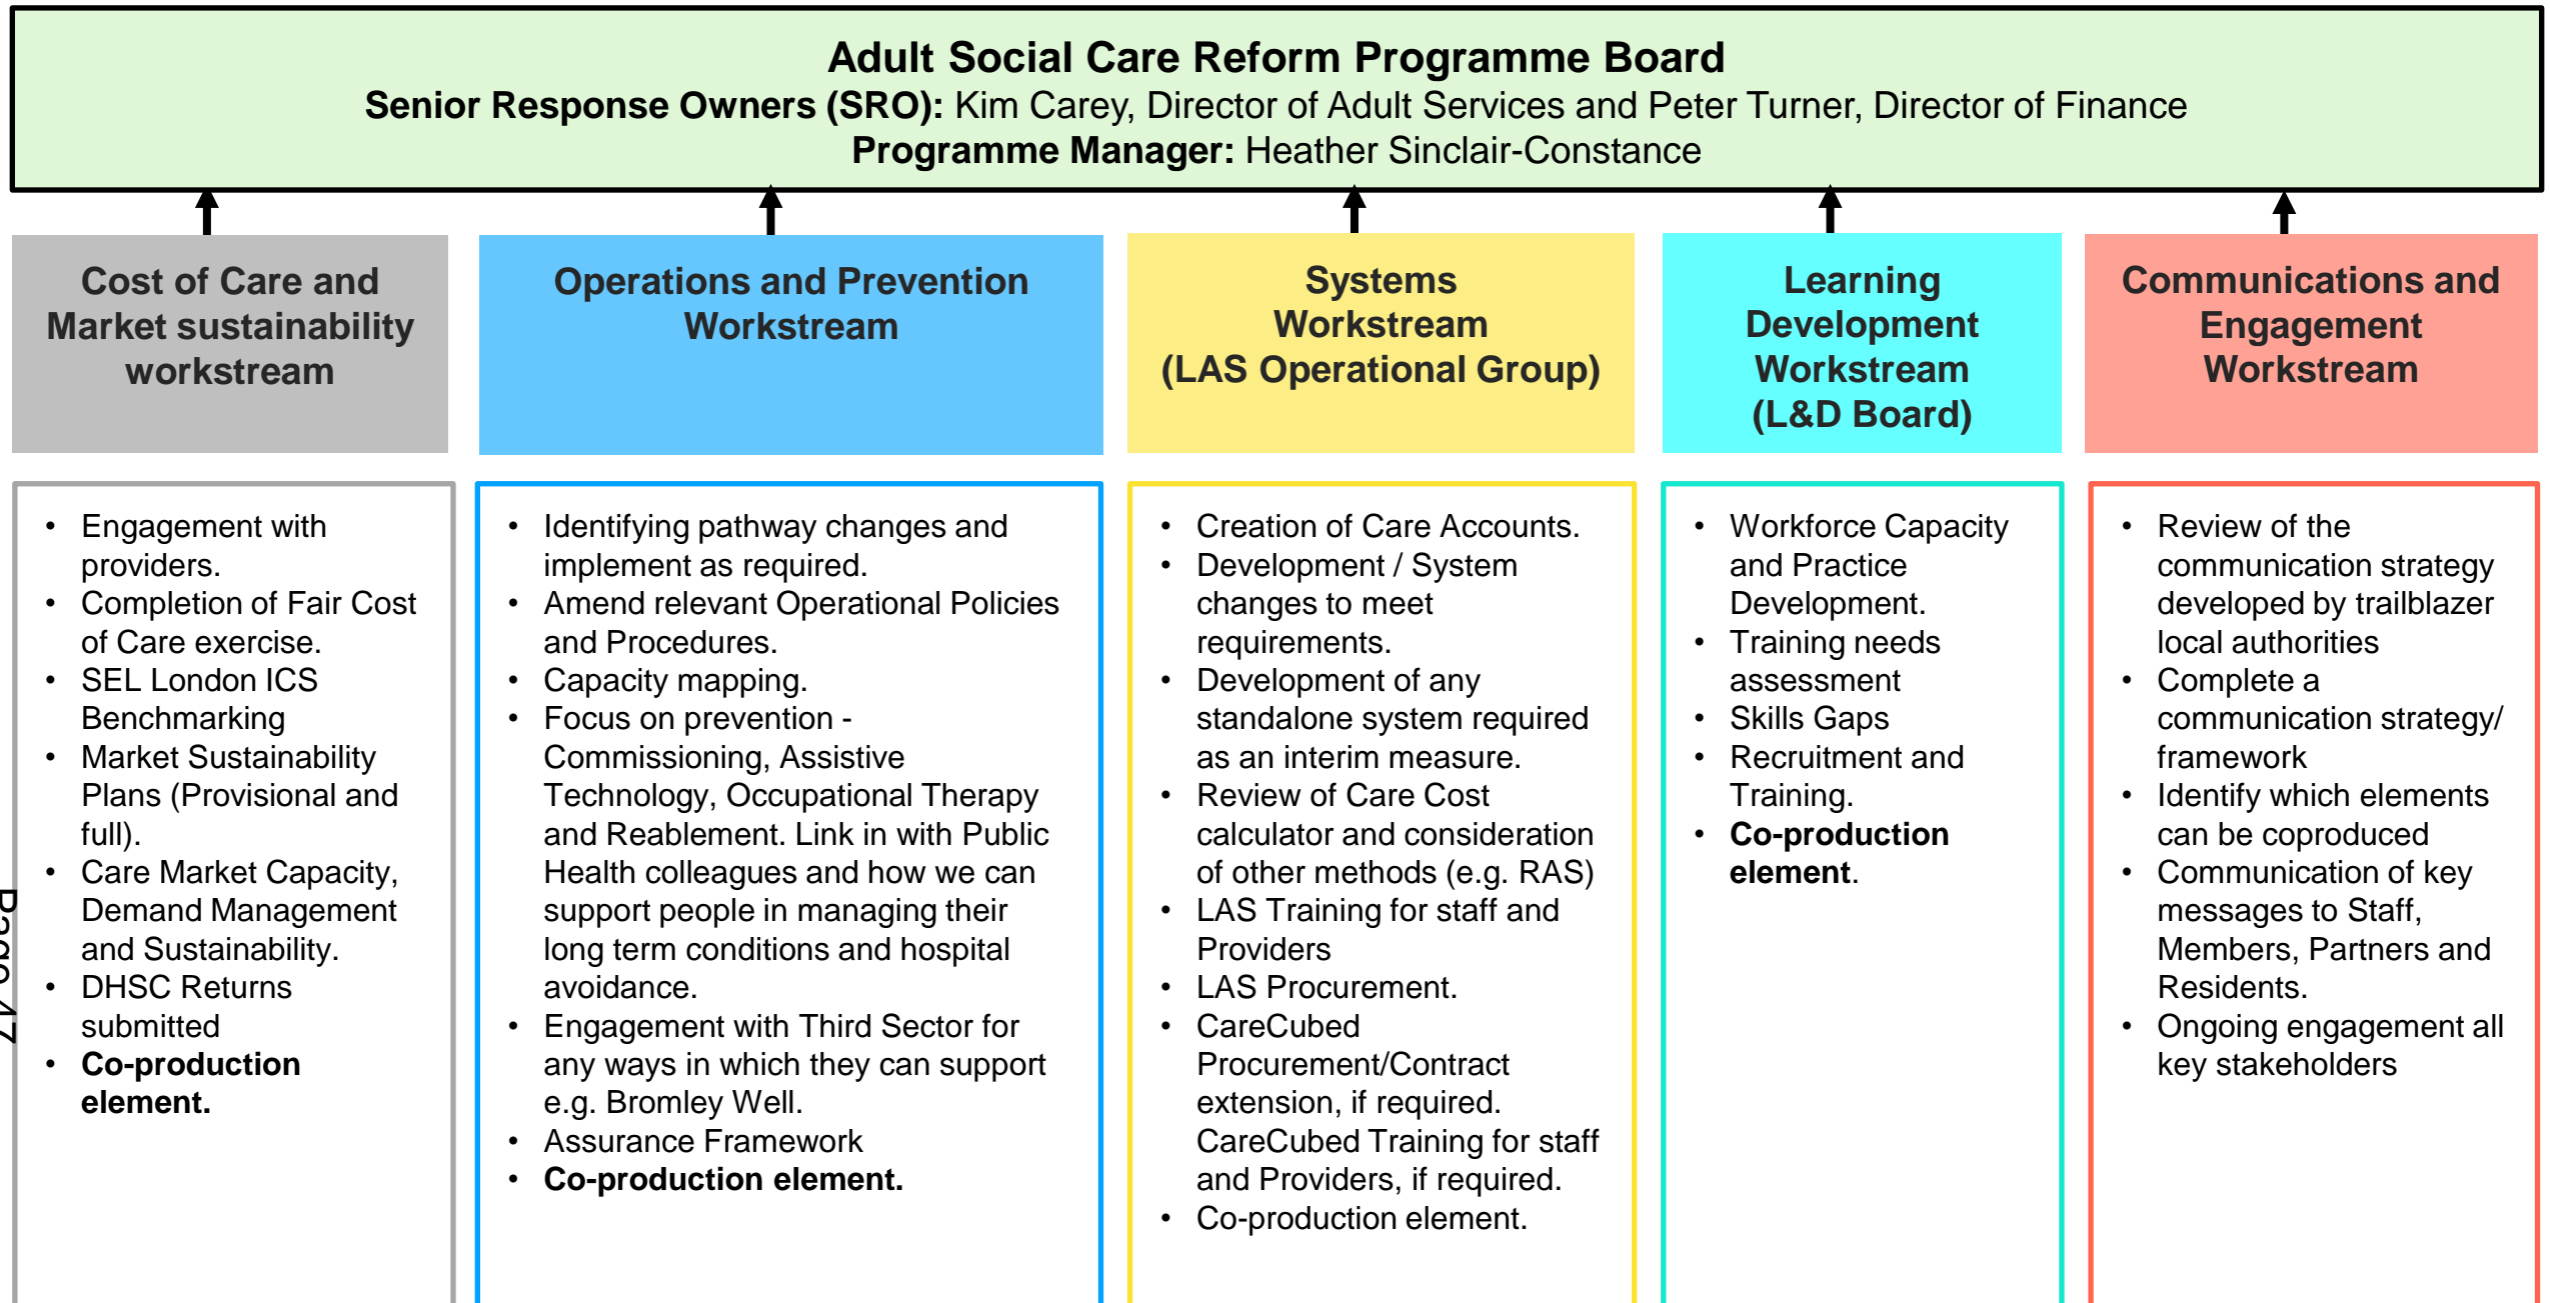 Adult Social Care Reform Programme Board
Senior Response Owners (SRO): Kim Carey, Director of Adult Services and Peter Turner, Director of Finance
Programme Manager: Heather Sinclair-Constance
Cost of Care and
Market sustainability
workstream
Operations and Prevention
Workstream
Systems
Workstream
(LAS Operational Group)
Learning
Development
Workstream
(L&D Board)
Communications and
Engagement
Workstream
• Engagement with
providers.
• Completion of Fair Cost
of Care exercise.
• SEL London ICS
Benchmarking
• Market Sustainability
Plans (Provisional and
full).
• Care Market Capacity,
Demand Management
and Sustainability.
• DHSC Returns
submitted
• Co-production
element.
• Identifying pathway changes and
implement as required.
• Amend relevant Operational Policies
and Procedures.
• Capacity mapping.
• Focus on prevention -
Commissioning, Assistive
Technology, Occupational Therapy
and Reablement. Link in with Public
Health colleagues and how we can
support people in managing their
long term conditions and hospital
avoidance.
• Engagement with Third Sector for
any ways in which they can support
e.g. Bromley Well.
• Assurance Framework
• Co-production element.
• Creation of Care Accounts.
• Development / System
changes to meet
requirements.
• Development of any
standalone system required
as an interim measure.
• Review of Care Cost
calculator and consideration
of other methods (e.g. RAS)
• LAS Training for staff and
Providers
• LAS Procurement.
• CareCubed
Procurement/Contract
extension, if required.
CareCubed Training for staff
and Providers, if required.
• Co-production element.
• Workforce Capacity
and Practice
Development.
• Training needs
assessment
• Skills Gaps
• Recruitment and
Training.
• Co-production
element.
• Review of the
communication strategy
developed by trailblazer
local authorities
• Complete a
communication strategy/
framework
• Identify which elements
can be coproduced
• Communication of key
messages to Staff,
Members, Partners and
Residents.
• Ongoing engagement all
key stakeholders
Page 47